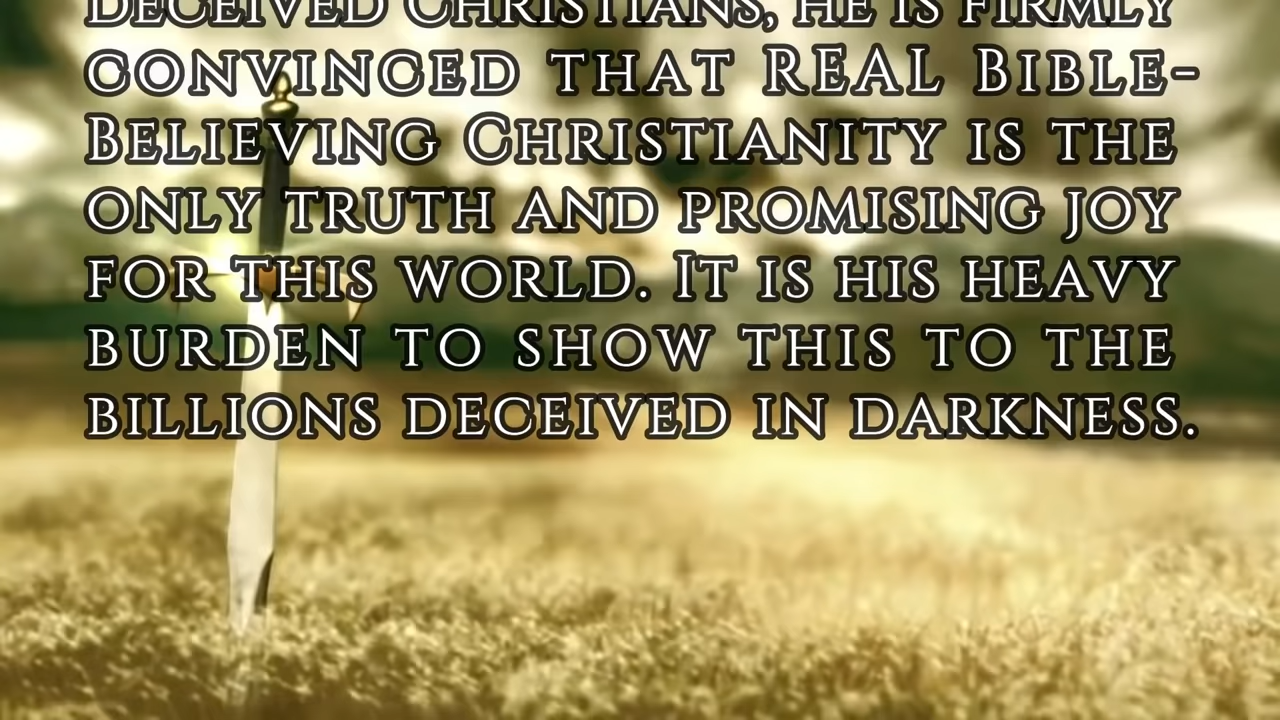 DECEIVED CHRISTIANS, HE IS FIRMLY
CONVINCED THAT REAL BIBLE-
BELIEVING CHRISTIANITY IS THE
ONLY TRUTH AND PROMISING JOY
FOR THIS WORLD. IT IS HIS HEAVY
BURDEN TO SHOW THIS TO THE
BILLIONS DECEIVED IN DARKNESS.